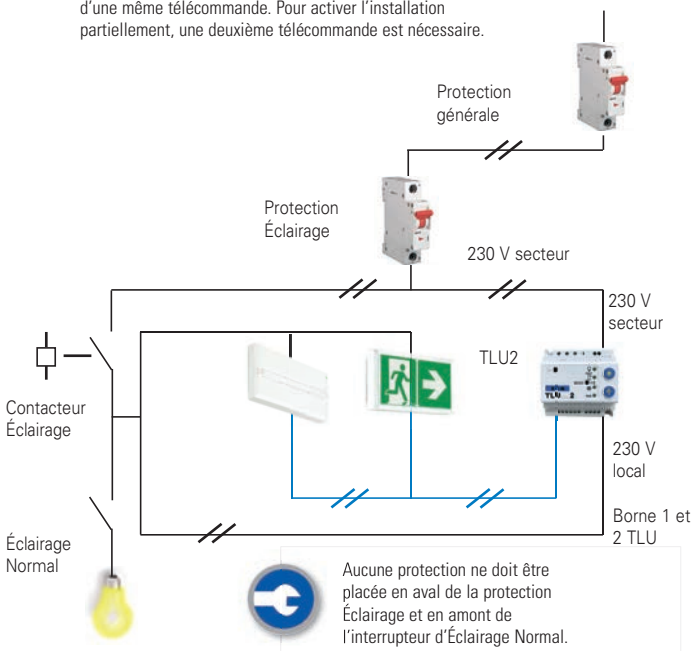 d'une même télécommande. Pour activer l'installation
partiellement, une deuxième télécommande est nécessaire.
Protection
générale
Protection
Éclairage
230 V secteur
230 V
secteur
TLU2
TLU 2
Contacteur
Éclairage
230 V
local
Borne 1 et
2 TLU
Éclairage
Normal
Aucune protection ne doit être
placée en aval de la protection
Éclairage et en amont de
l'interrupteur d'Éclairage Normal.